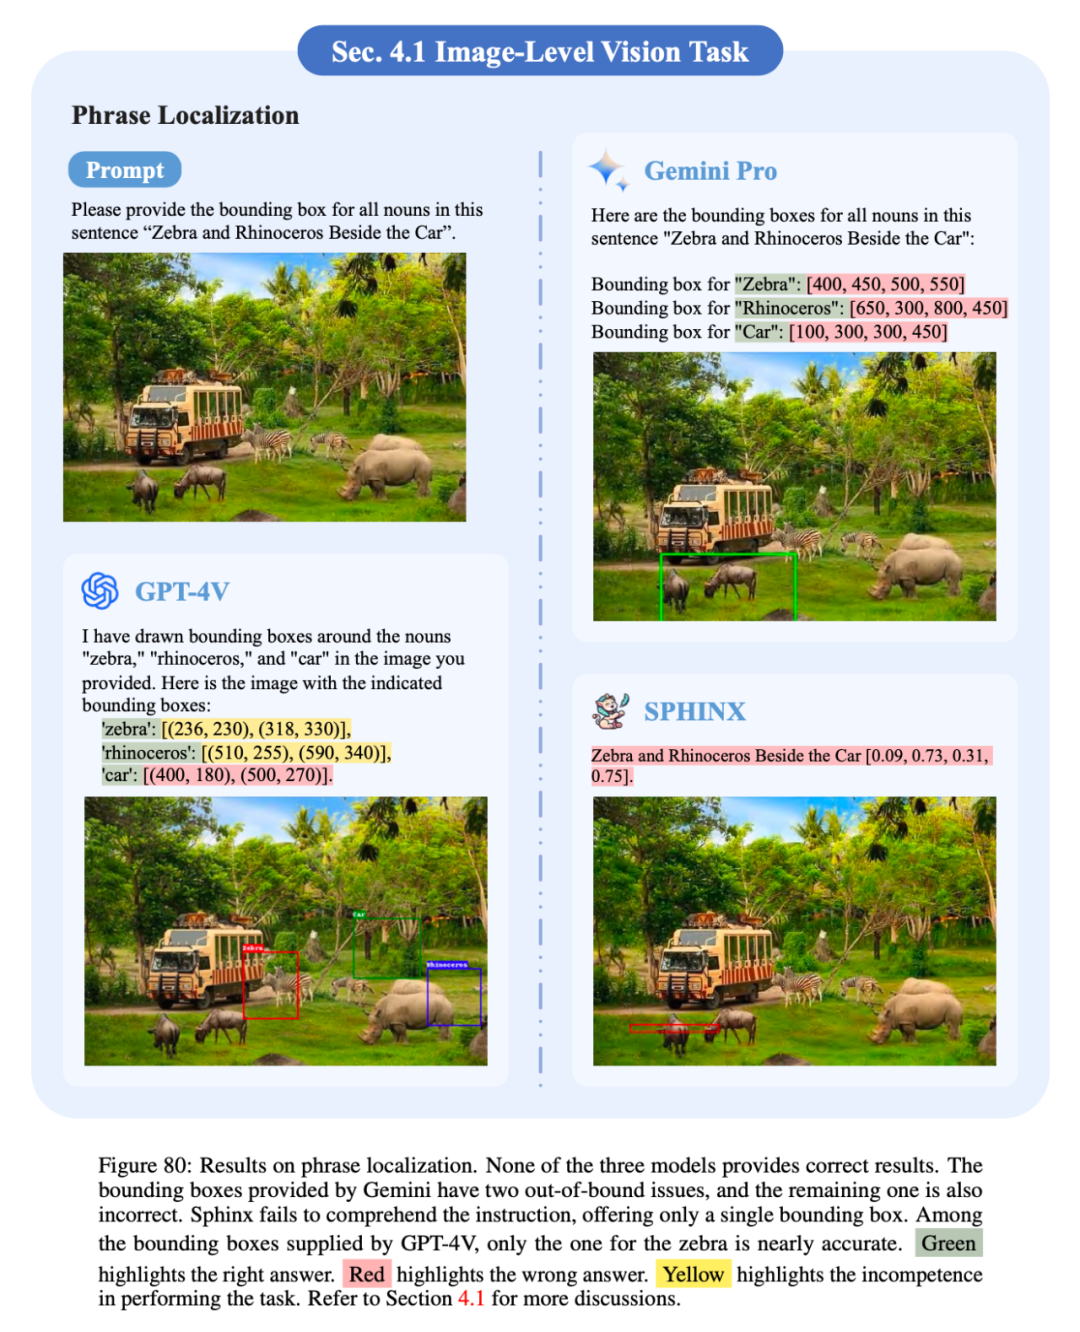 Sec. 4.1 Image-Level Vision Task
Phrase Localization
Prompt
Please provide the bounding box for all nouns in this
sentence “Zebra and Rhinoceros Beside the Car”.
GPT-4V
I have drawn bounding boxes around the nouns
"zebra," "rhinoceros," and "car" in the image you
provided. Here is the image with the indicated
bounding boxes:
'zebra': [(236, 230), (318, 330)],
'rhinoceros': [(510, 255), (590, 340)],
'car': [(400, 180), (500, 270)].
Car
Zebra
Rhinoceros
Gemini Pro
Here are the bounding boxes for all nouns in this
sentence "Zebra and Rhinoceros Beside the Car":
Bounding box for "Zebra": [400, 450, 500, 550]
Bounding box for "Rhinoceros": [650, 300, 800, 450]
Bounding box for "Car": [100, 300, 300, 450]
SPHINX
Zebra and Rhinoceros Beside the Car [0.09, 0.73, 0.31,
0.75].
Figure 80: Results on phrase localization. None of the three models provides correct results. The
bounding boxes provided by Gemini have two out-of-bound issues, and the remaining one is also
incorrect. Sphinx fails to comprehend the instruction, offering only a single bounding box. Among
the bounding boxes supplied by GPT-4V, only the one for the zebra is nearly accurate. Green
highlights the right answer. Red highlights the wrong answer. Yellow highlights the incompetence
in performing the task. Refer to Section 4.1 for more discussions.